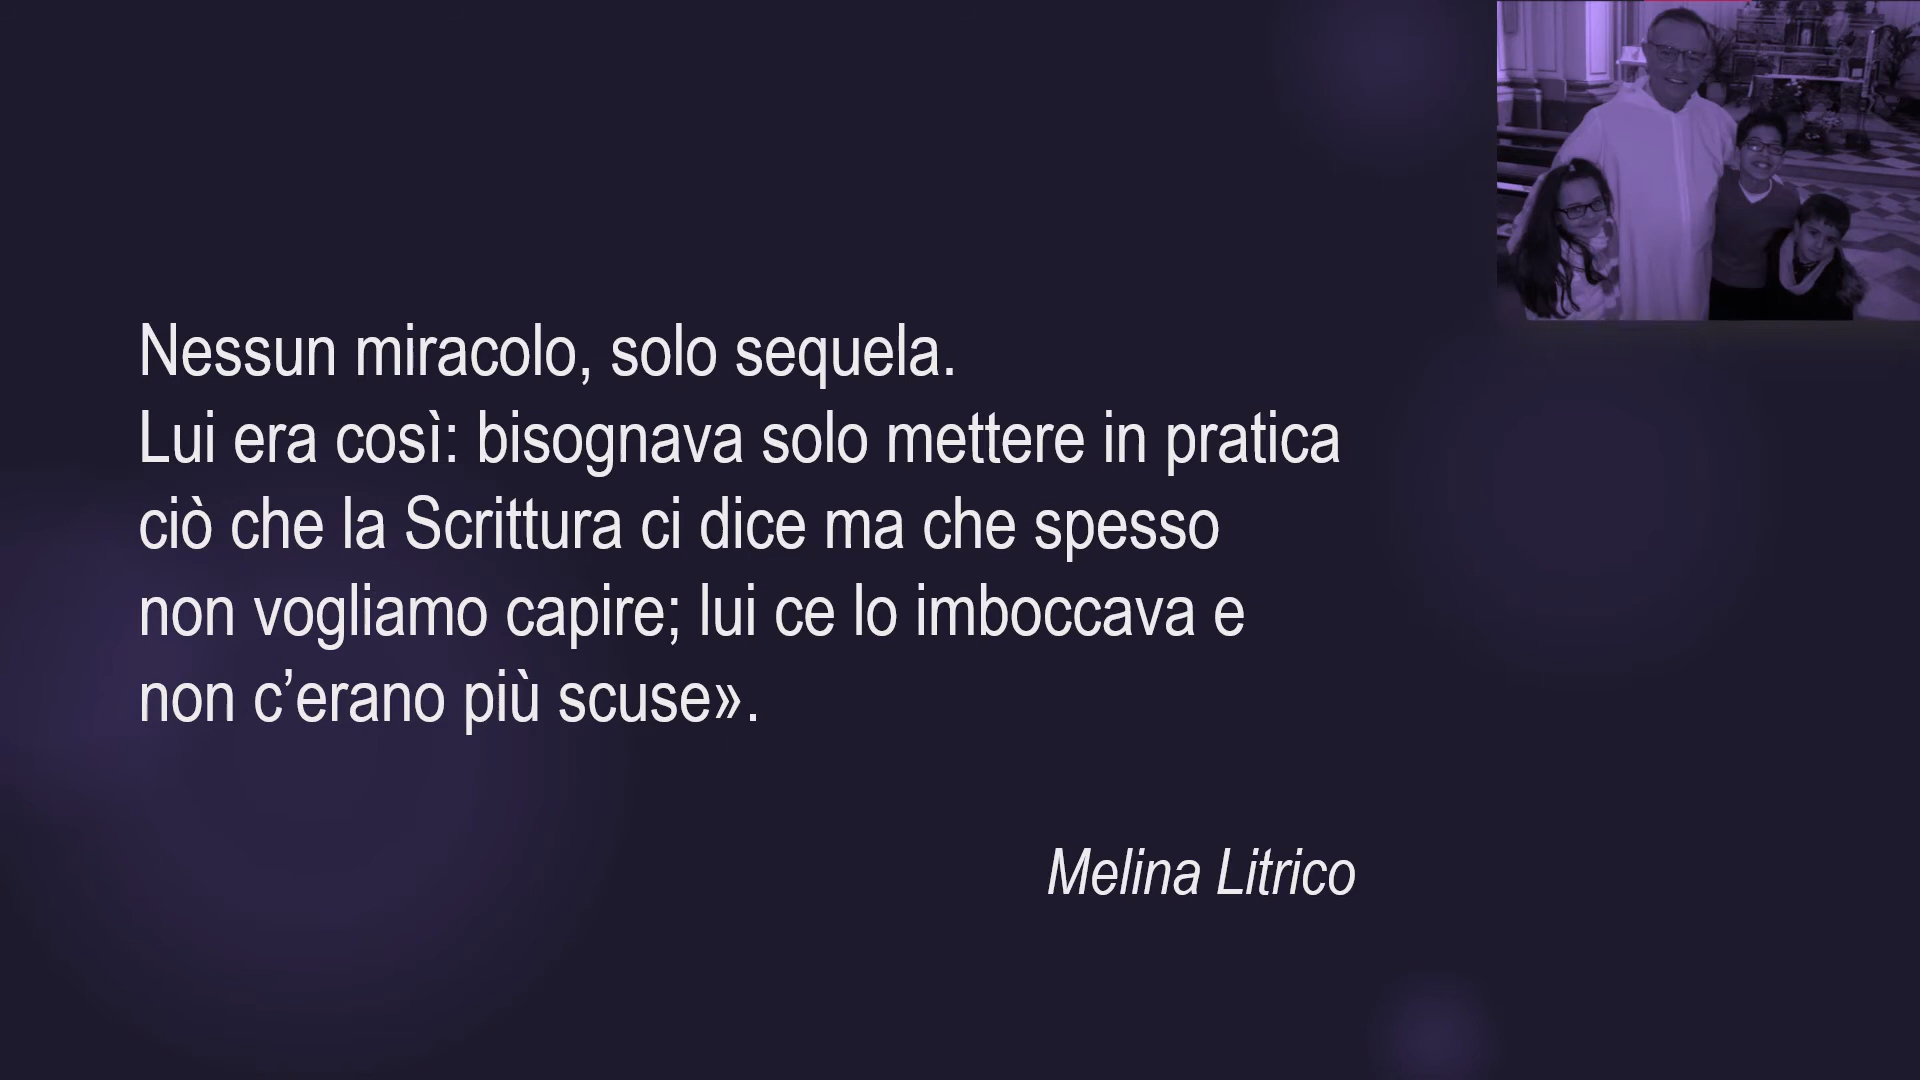 Nessun miracolo, solo sequela.
Lui era così: bisognava solo mettere in pratica
ciò che la Scrittura ci dice ma che spesso
non vogliamo capire; lui ce lo imboccava e
non c’erano più scuse».
Melina Litrico